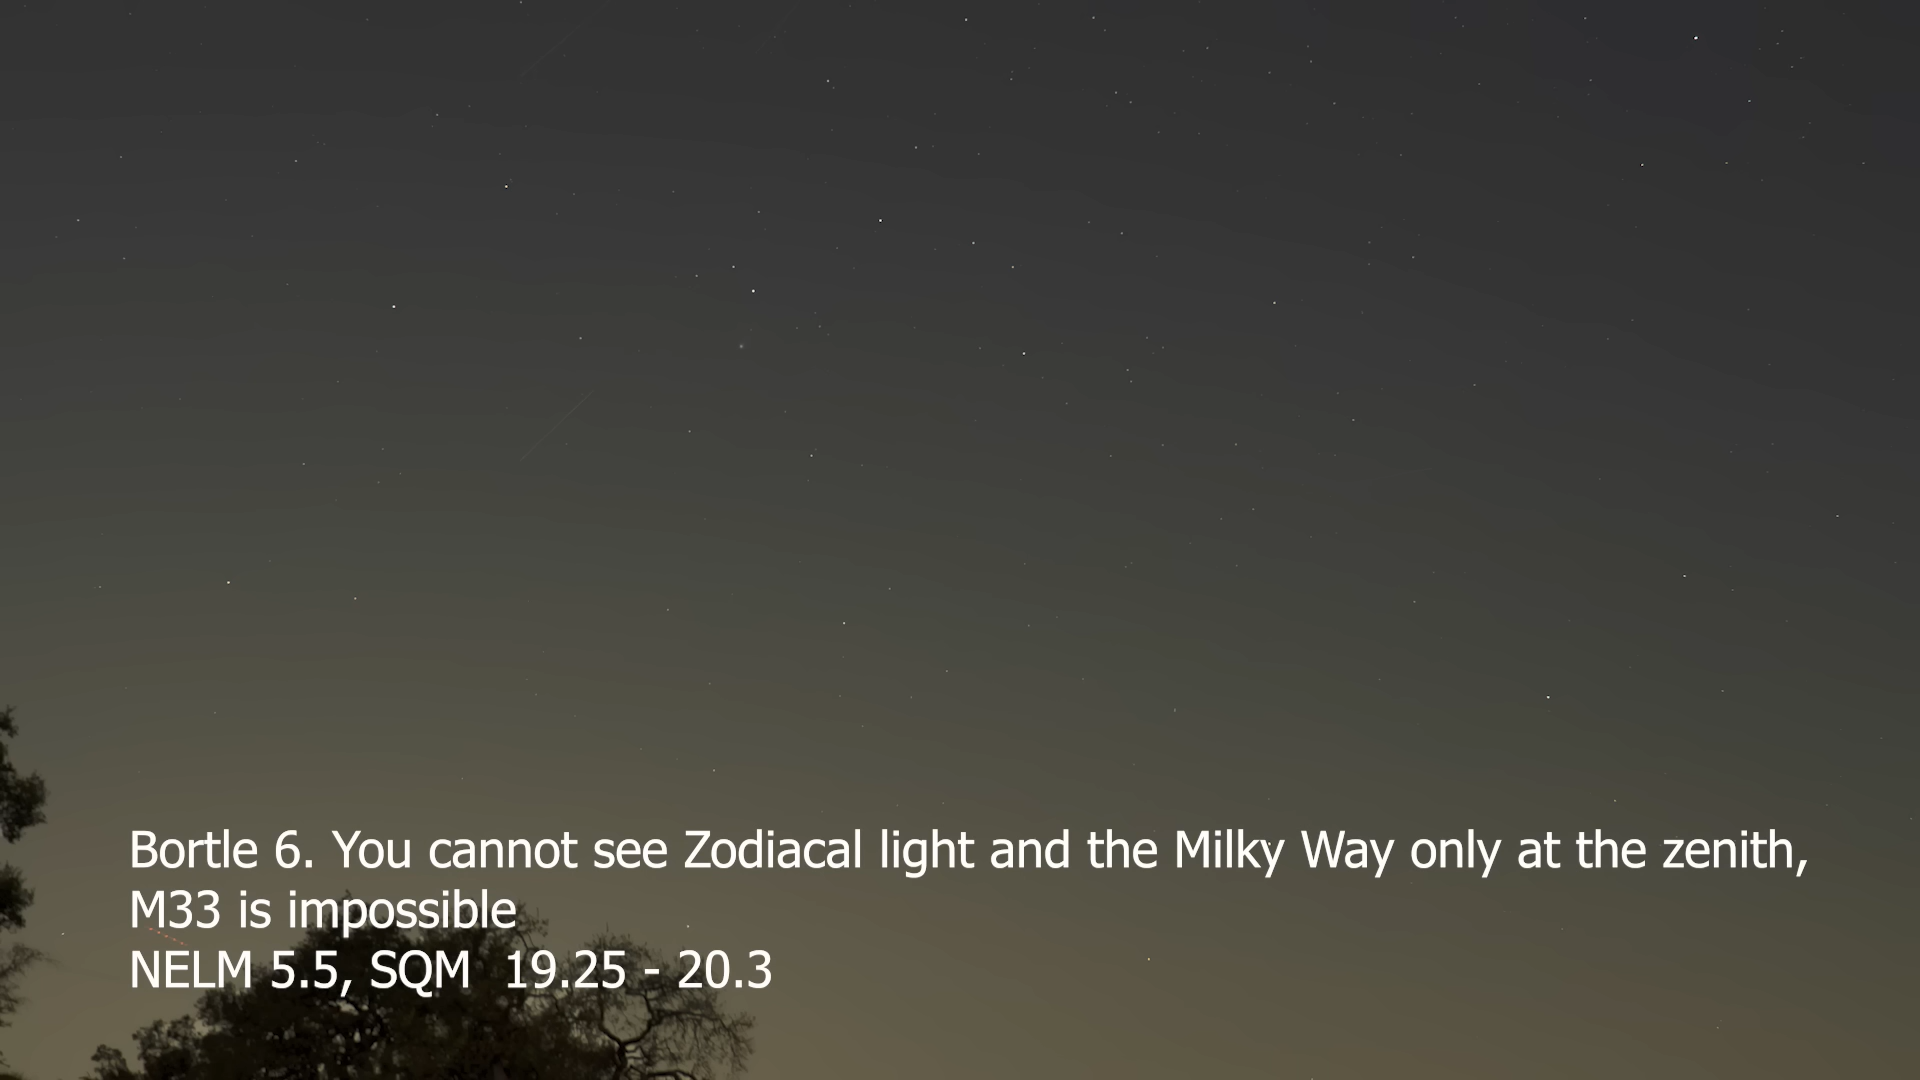 Bortle 6. You cannot see Zodiacal light and the Milky Way only at the zenith,
M33 is impossible
NELM 5.5, SQM  19.25 - 20.3